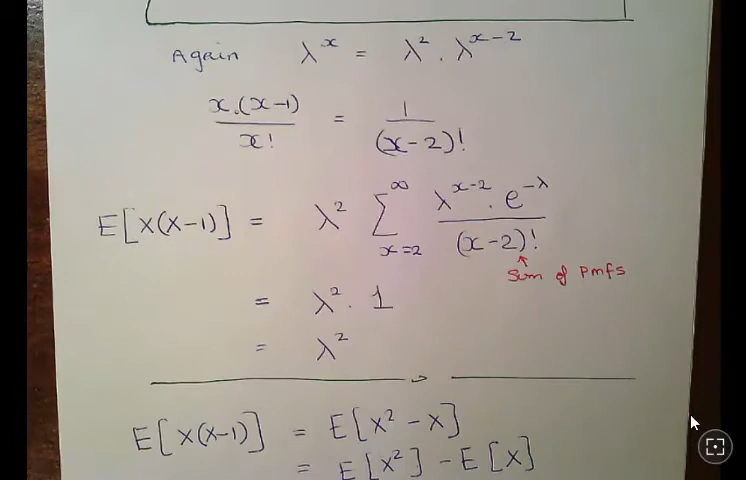 Again λ^x = λ^2 . λ^(x-2)
x.(x-1)/x! = 1/(x-2)!
E[X(X-1)] = λ^2 ∑_{x=2}^{∞} λ^(x-2) . e^(-λ)/(x-2)!
↑
Sum of pmfs
= λ^2 . 1
= λ^2
E[X(X-1)] = E[X^2 - X]
= E[X^2] - E[X]